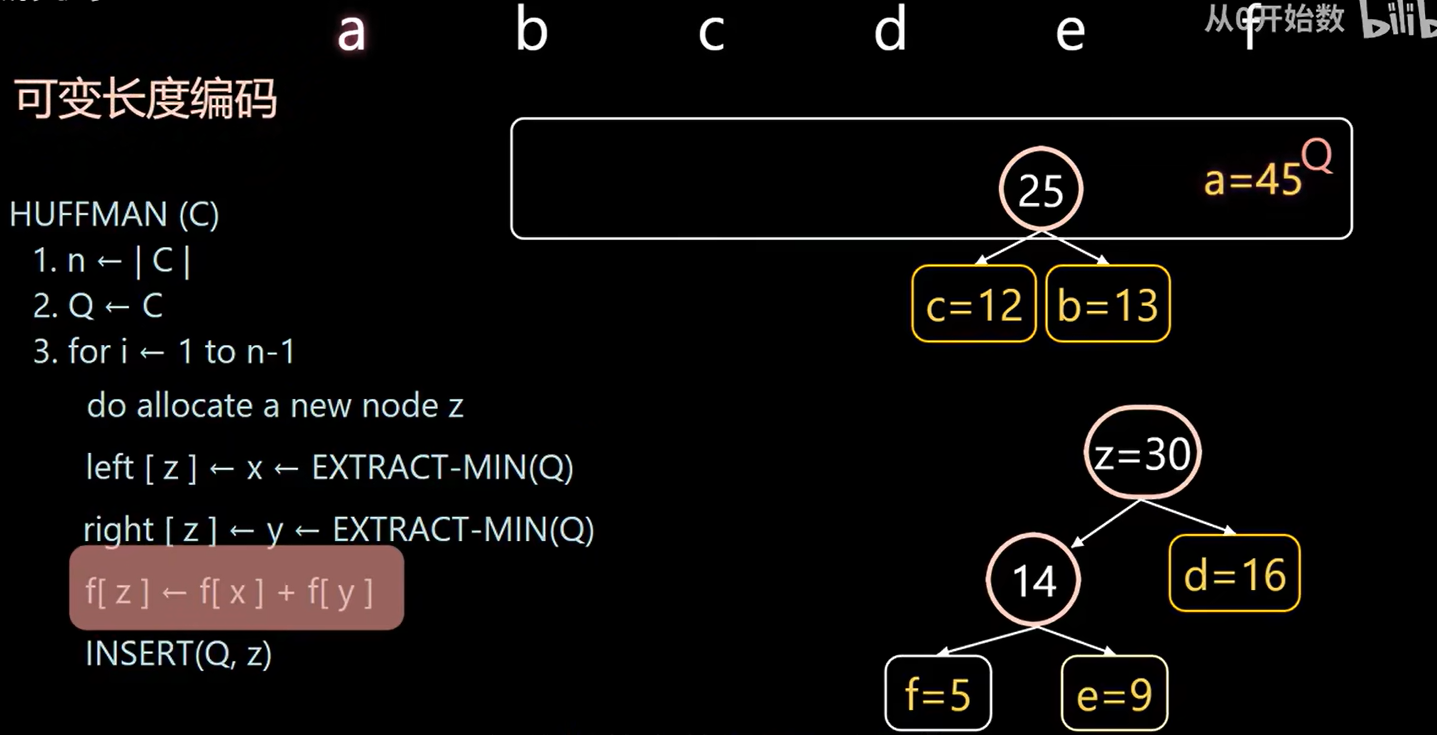 a b c d e f
从0开始数 bilib
可变长度编码
Q
25
a=45
HUFFMAN (C)
1. n ← | C |
c=12 b=13
2. Q ← C
3. for i ← 1 to n-1
do allocate a new node z
z=30
left [ z ] ← x ← EXTRACT-MIN(Q)
right [ z ] ← y ← EXTRACT-MIN(Q)
14
d=16
f[ z ] ← f[ x ] + f[ y ]
INSERT(Q, z)
f=5 e=9